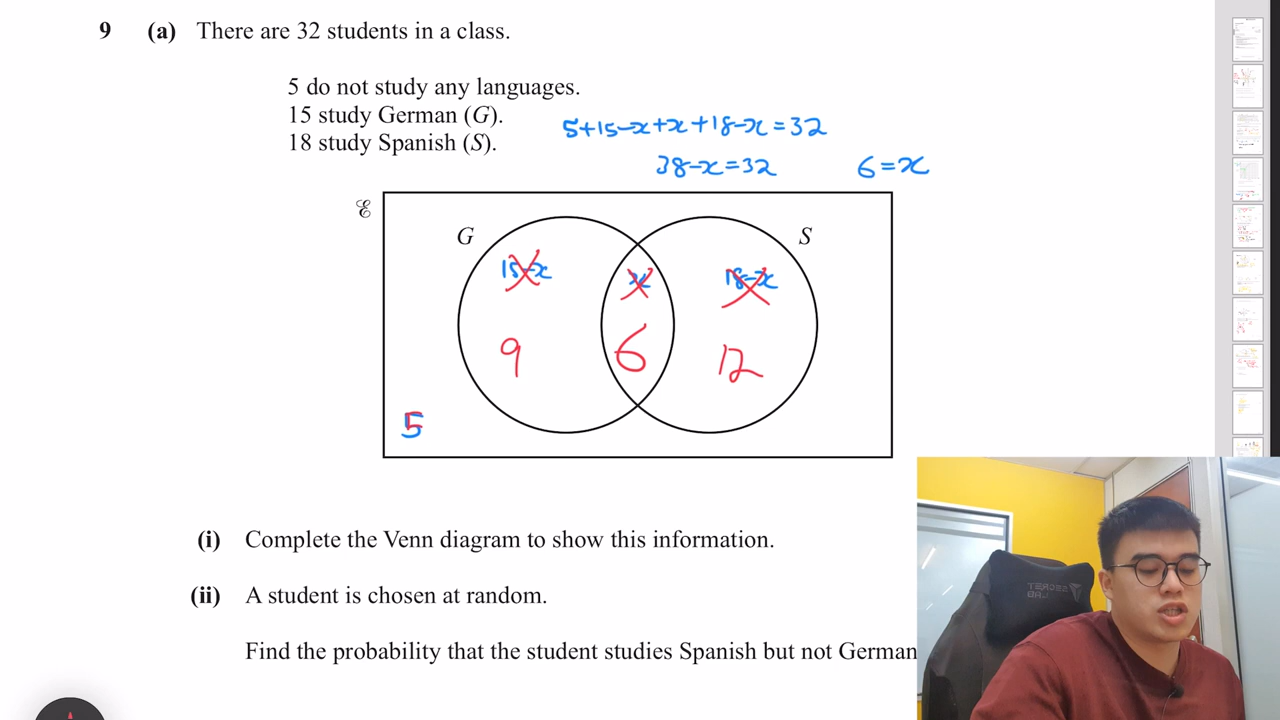 9 (a) There are 32 students in a class.
5 do not study any languages.
15 study German (G).
18 study Spanish (S).
5+15-x+x+18-x=32
38-x=32 6=x
ℰ
G S
15-x x 18-x
9 6 12
5
(i) Complete the Venn diagram to show this information.
(ii) A student is chosen at random.
Find the probability that the student studies Spanish but not German
SECRET
LAB